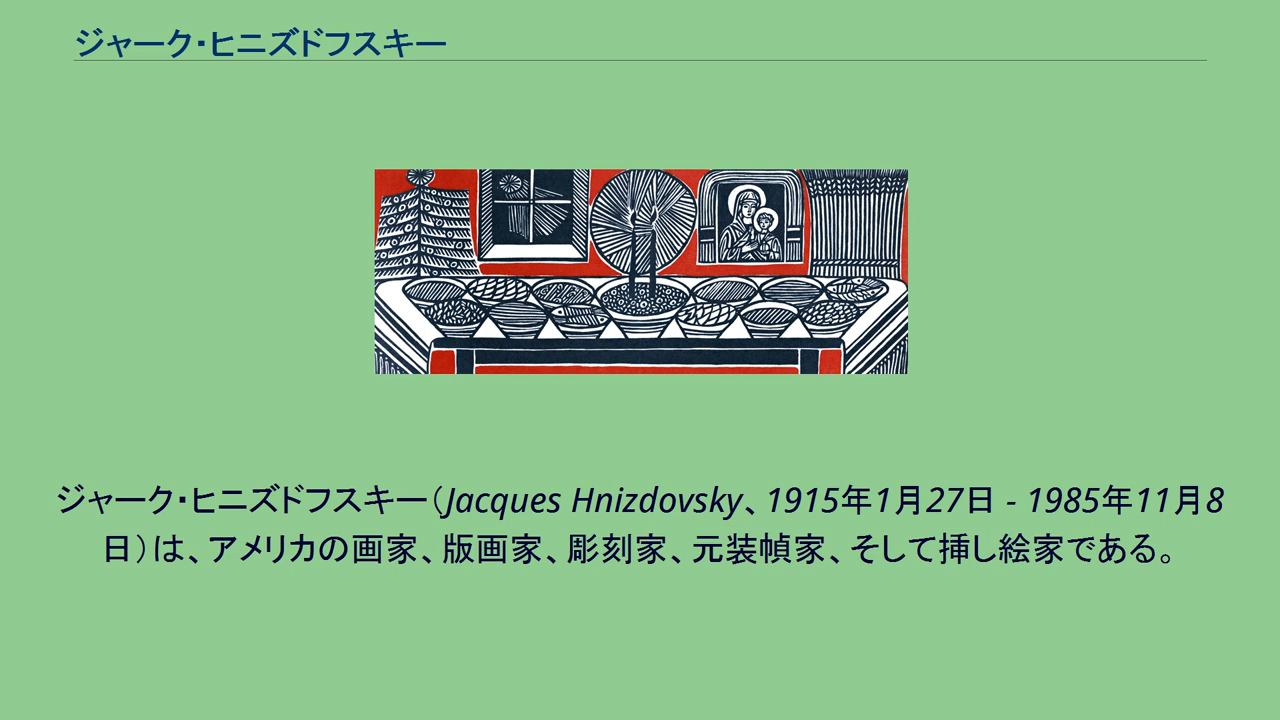 ジャーク・ヒニズドフスキー
ジャーク・ヒニズドフスキー（Jacques Hnizdovsky、1915年1月27日 - 1985年11月8
日）は、アメリカの画家、版画家、彫刻家、元装幀家、そして挿し絵家である。